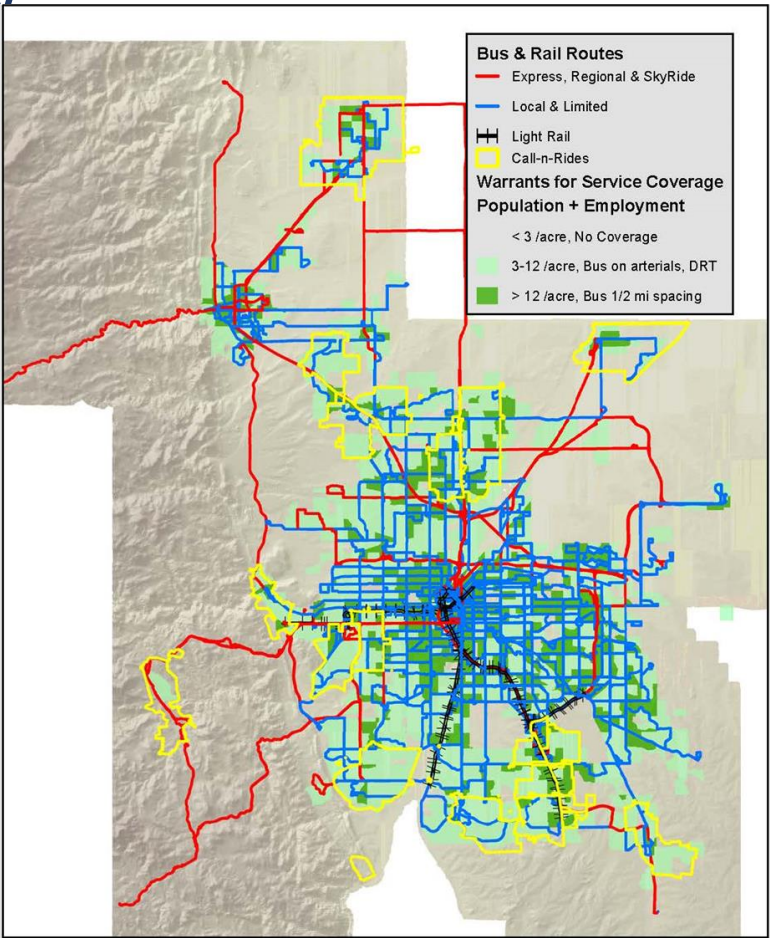 Bus & Rail Routes
Express, Regional & SkyRide
Local & Limited
Light Rail
Call-n-Rides
Warrants for Service Coverage
Population + Employment
< 3 /acre, No Coverage
3-12 /acre, Bus on arterials, DRT
> 12 /acre, Bus 1/2 mi spacing